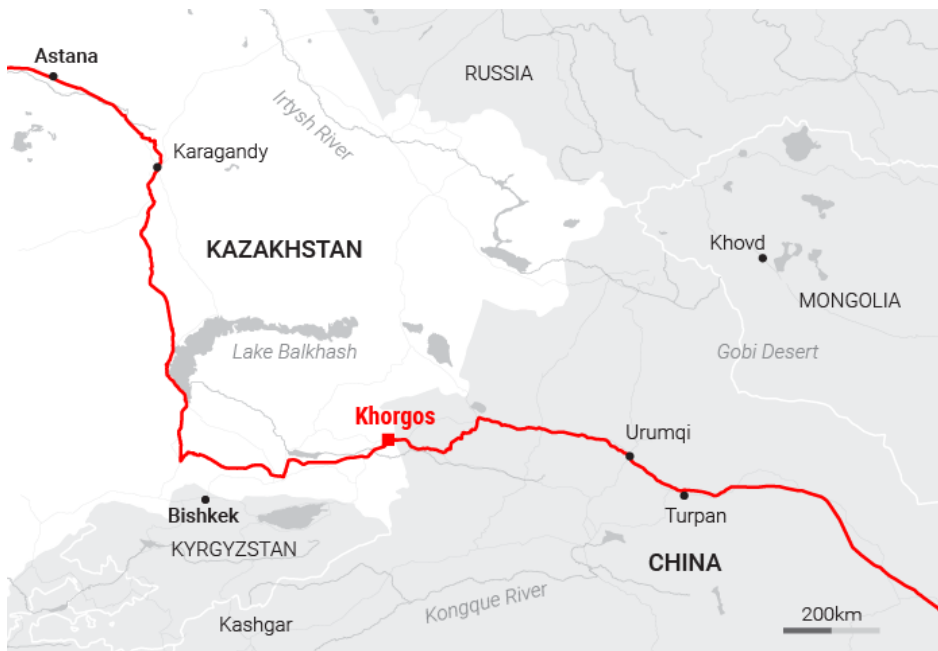 Astana
RUSSIA
Irtysh River
Karagandy
KAZAKHSTAN
Khovd
MONGOLIA
Lake Balkhash
Gobi Desert
Khorgos
Urumqi
Bishkek
Turpan
KYRGYZSTAN
CHINA
Kongque River
200km
Kashgar